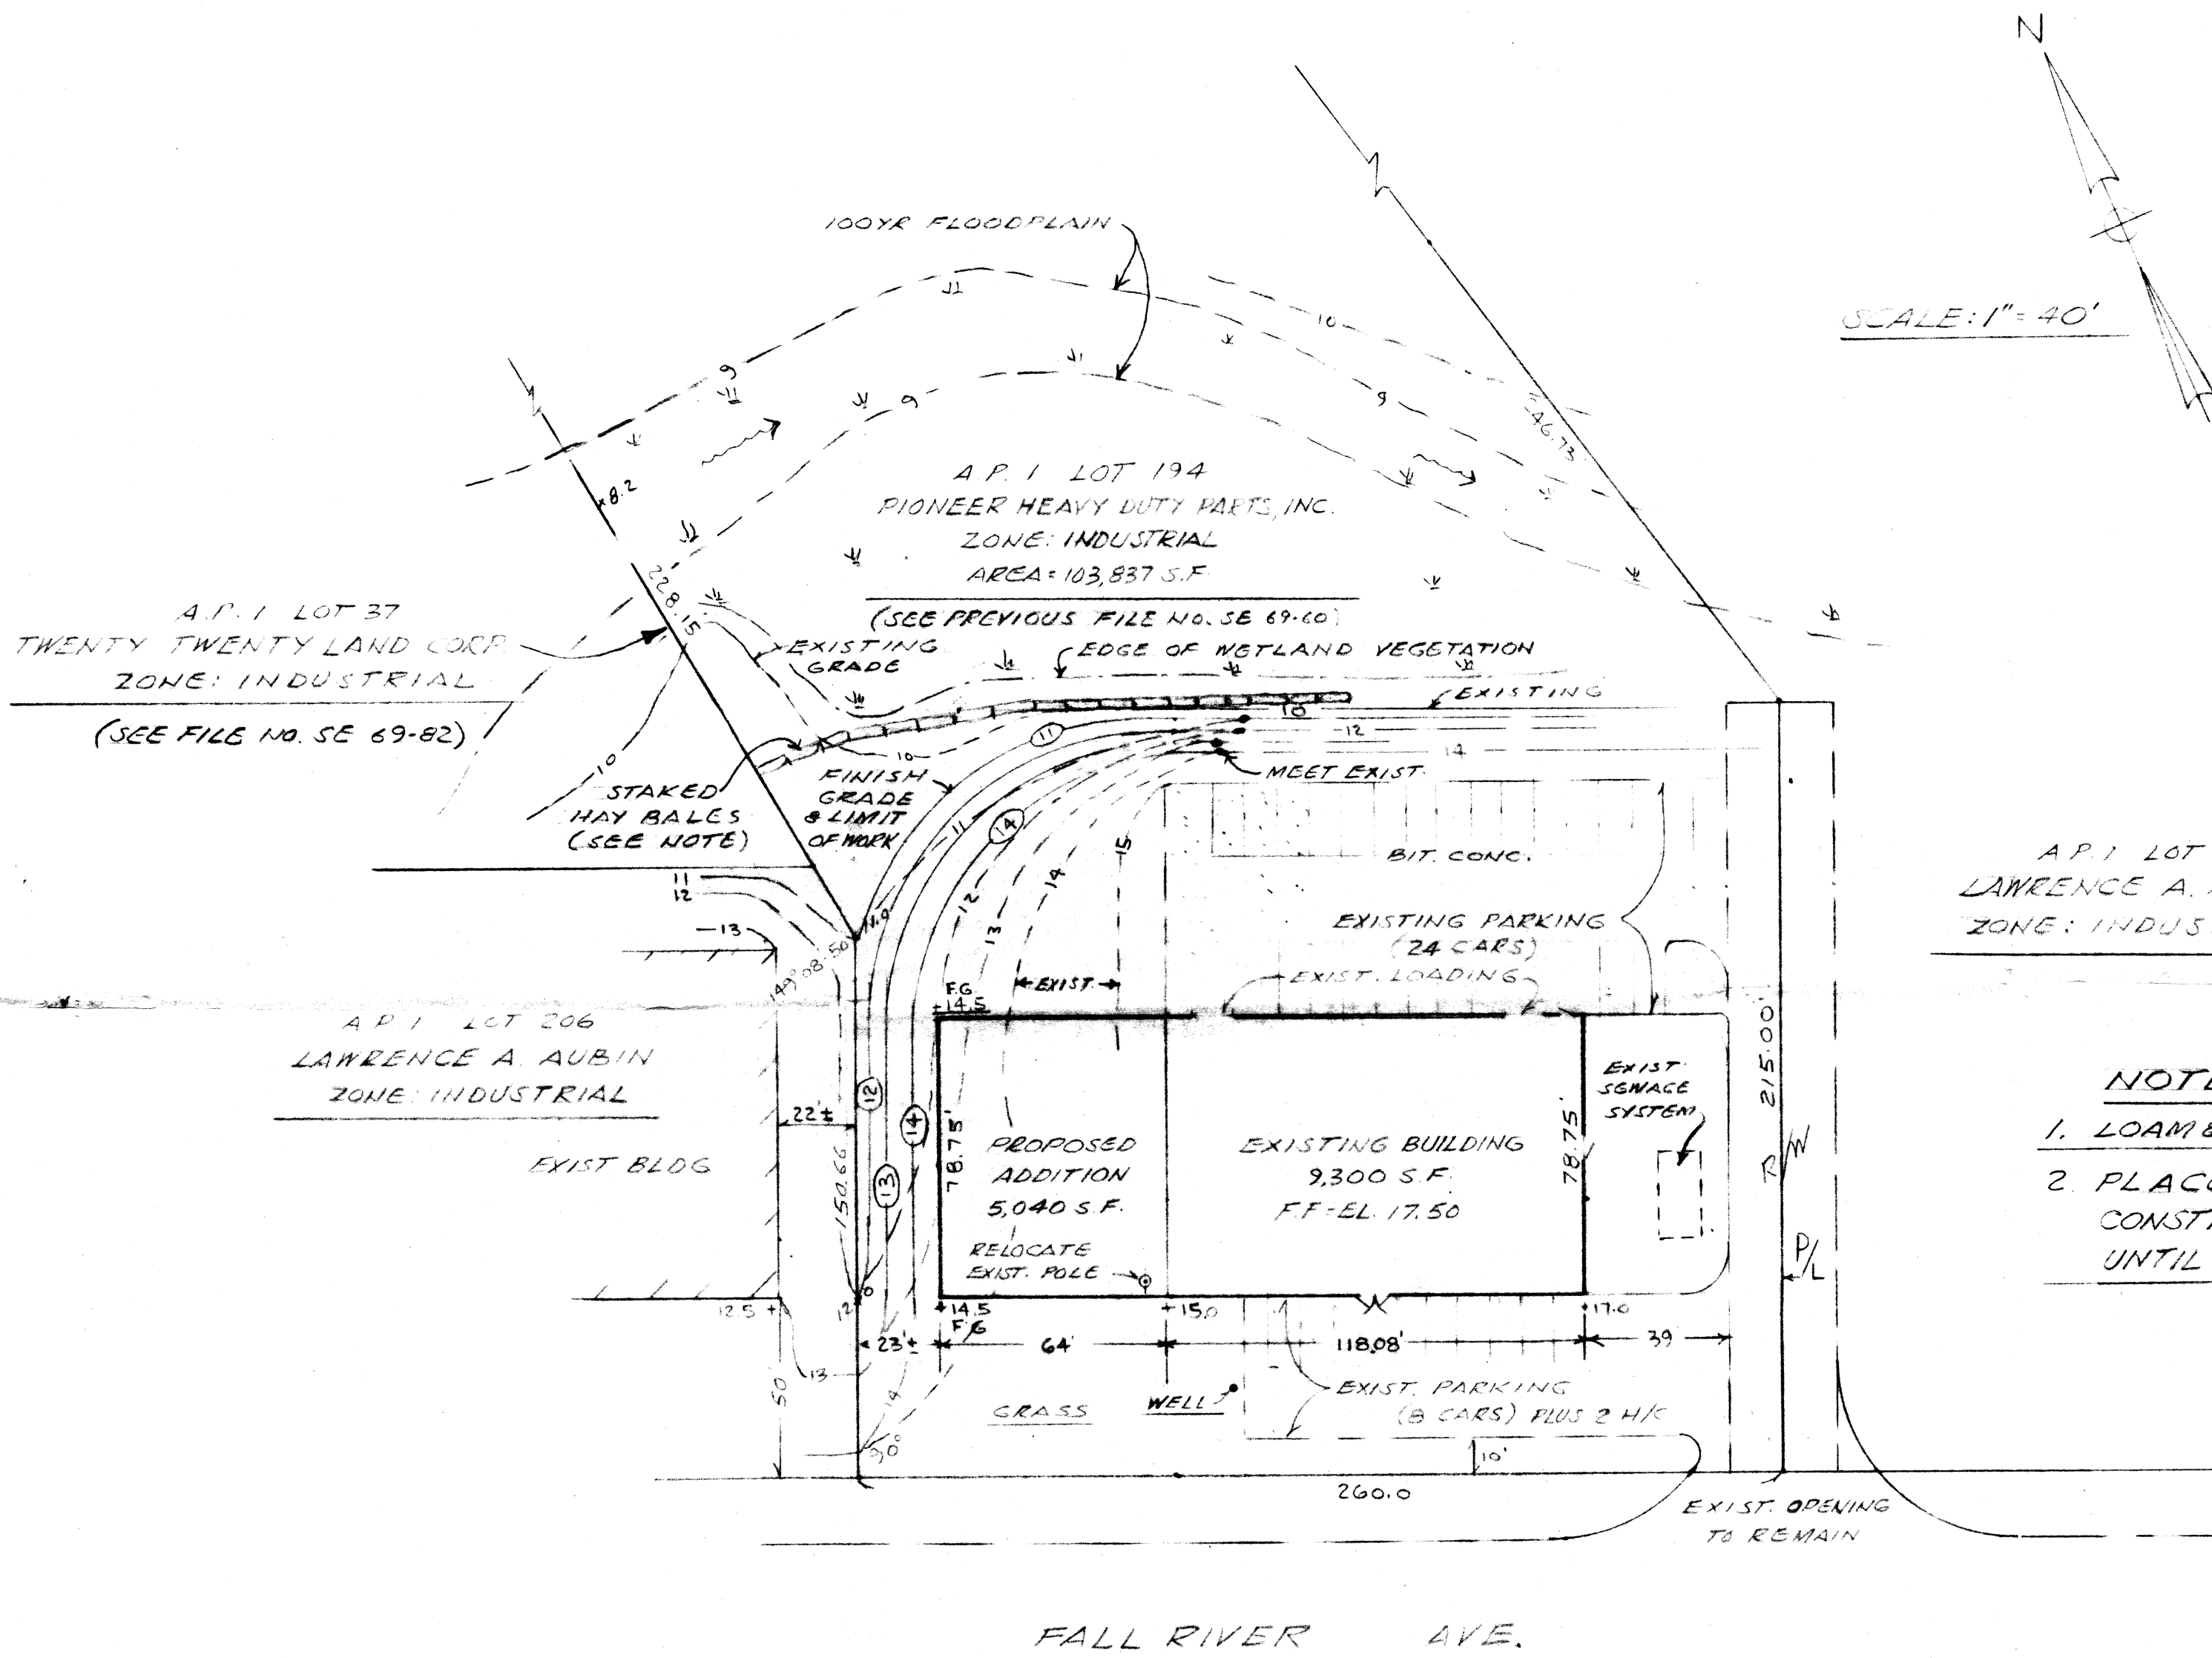 N
100YR FLOODPLAIN
SCALE: 1" = 40'
10
9
9
9
46.73
8.2
228.15
A.P. 1 LOT 194
PIONEER HEAVY DUTY PARTS, INC.
ZONE: INDUSTRIAL
AREA = 103,837 S.F.
(SEE PREVIOUS FILE NO. SE 69-60)
A.P. 1 LOT 37
TWENTY TWENTY LAND CORP.
ZONE: INDUSTRIAL
(SEE FILE NO. SE 69-82)
EXISTING
GRADE
EDGE OF WETLAND VEGETATION
EXISTING
10
11
12
14
10
10
MEET EXIST.
STAKED
HAY BALES
(SEE NOTE)
FINISH
GRADE
& LIMIT
OF WORK
11
14
15
14
12
13
BIT. CONC.
11
12
13
11.9
149° 08' 50"
EXISTING PARKING
(24 CARS)
EXIST. LOADING
EXIST.
F.G.
+14.5
A.P. 1 LOT
LAWRENCE A.
ZONE: INDUS
A.P. 1 LOT 206
LAWRENCE A. AUBIN
ZONE: INDUSTRIAL
EXIST BLDG
22'±
150.66
12
14
13
78.75'
PROPOSED
ADDITION
5,040 S.F.
RELOCATE
EXIST. POLE
EXISTING BUILDING
9,300 S.F.
F.F = EL. 17.50
78.75'
EXIST.
SEWAGE
SYSTEM
215.00'
R/W
P/L
NOTE
1. LOAM &
2. PLACE
CONST
UNTIL
12.5 +
+14.5
F.G
+15.0
+17.0
23'±
64'
118.08'
39'
13
14
50'
90°
GRASS
WELL
EXIST. PARKING
(8 CARS) PLUS 2 H/C
10'
260.0
EXIST. OPENING
TO REMAIN
FALL RIVER AVE.